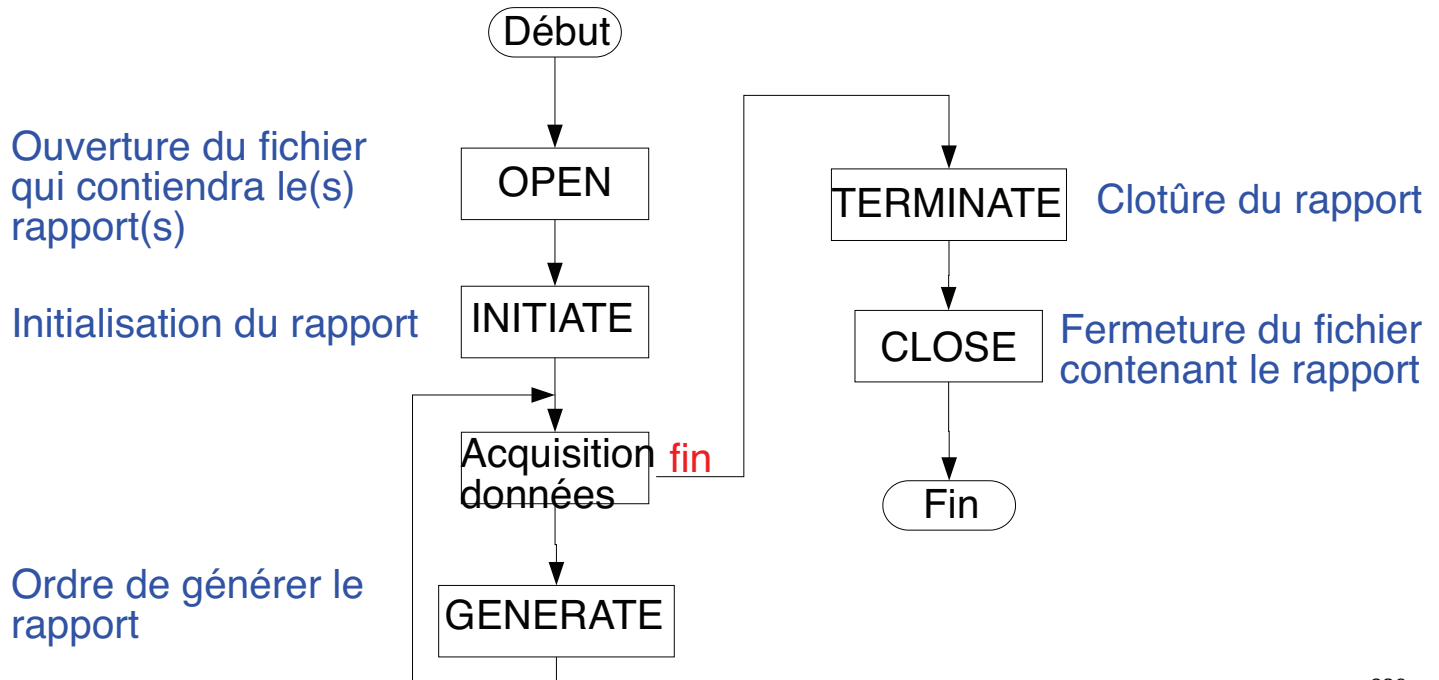 Début
Ouverture du fichier
qui contiendra le(s)
rapport(s)
OPEN
Initialisation du rapport
INITIATE
Acquisition
données
fin
Ordre de générer le
rapport
GENERATE
TERMINATE
Clotûre du rapport
CLOSE
Fermeture du fichier
contenant le rapport
Fin